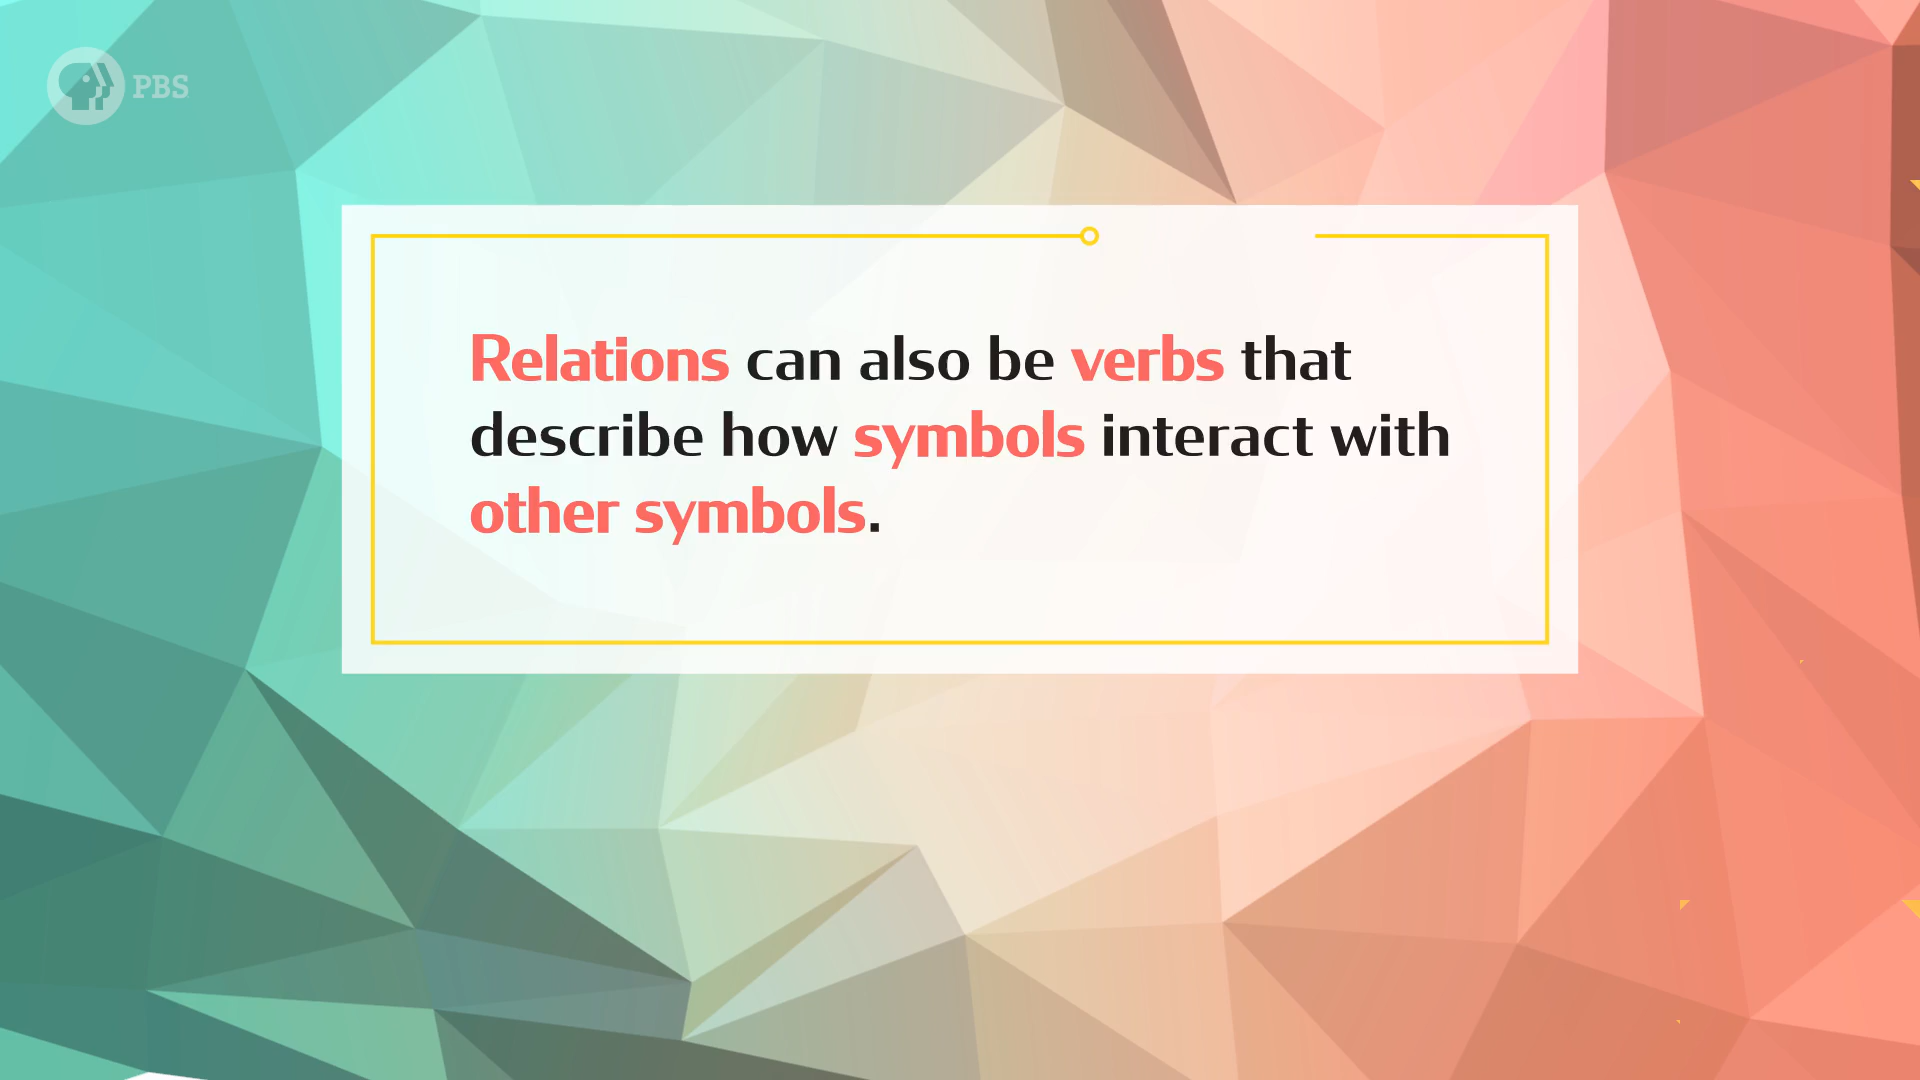 PBS
Relations can also be verbs that
describe how symbols interact with
other symbols.